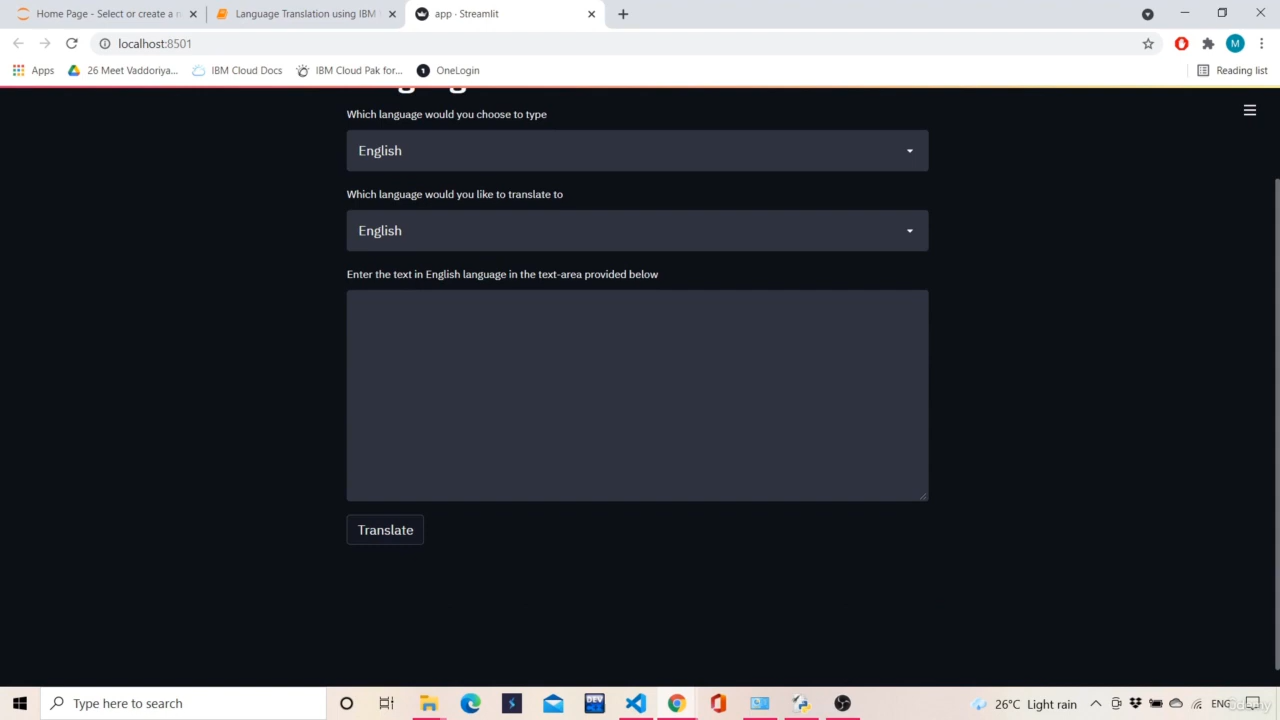 Home Page - Select or create a n
Language Translation using IBM
app · Streamlit
localhost:8501
M
Apps
26 Meet Vaddoriya...
IBM Cloud Docs
IBM Cloud Pak for...
1
OneLogin
Reading list
Which language would you choose to type
English
Which language would you like to translate to
English
Enter the text in English language in the text-area provided below
Translate
Type here to search
DEV
26°C Light rain
ENG